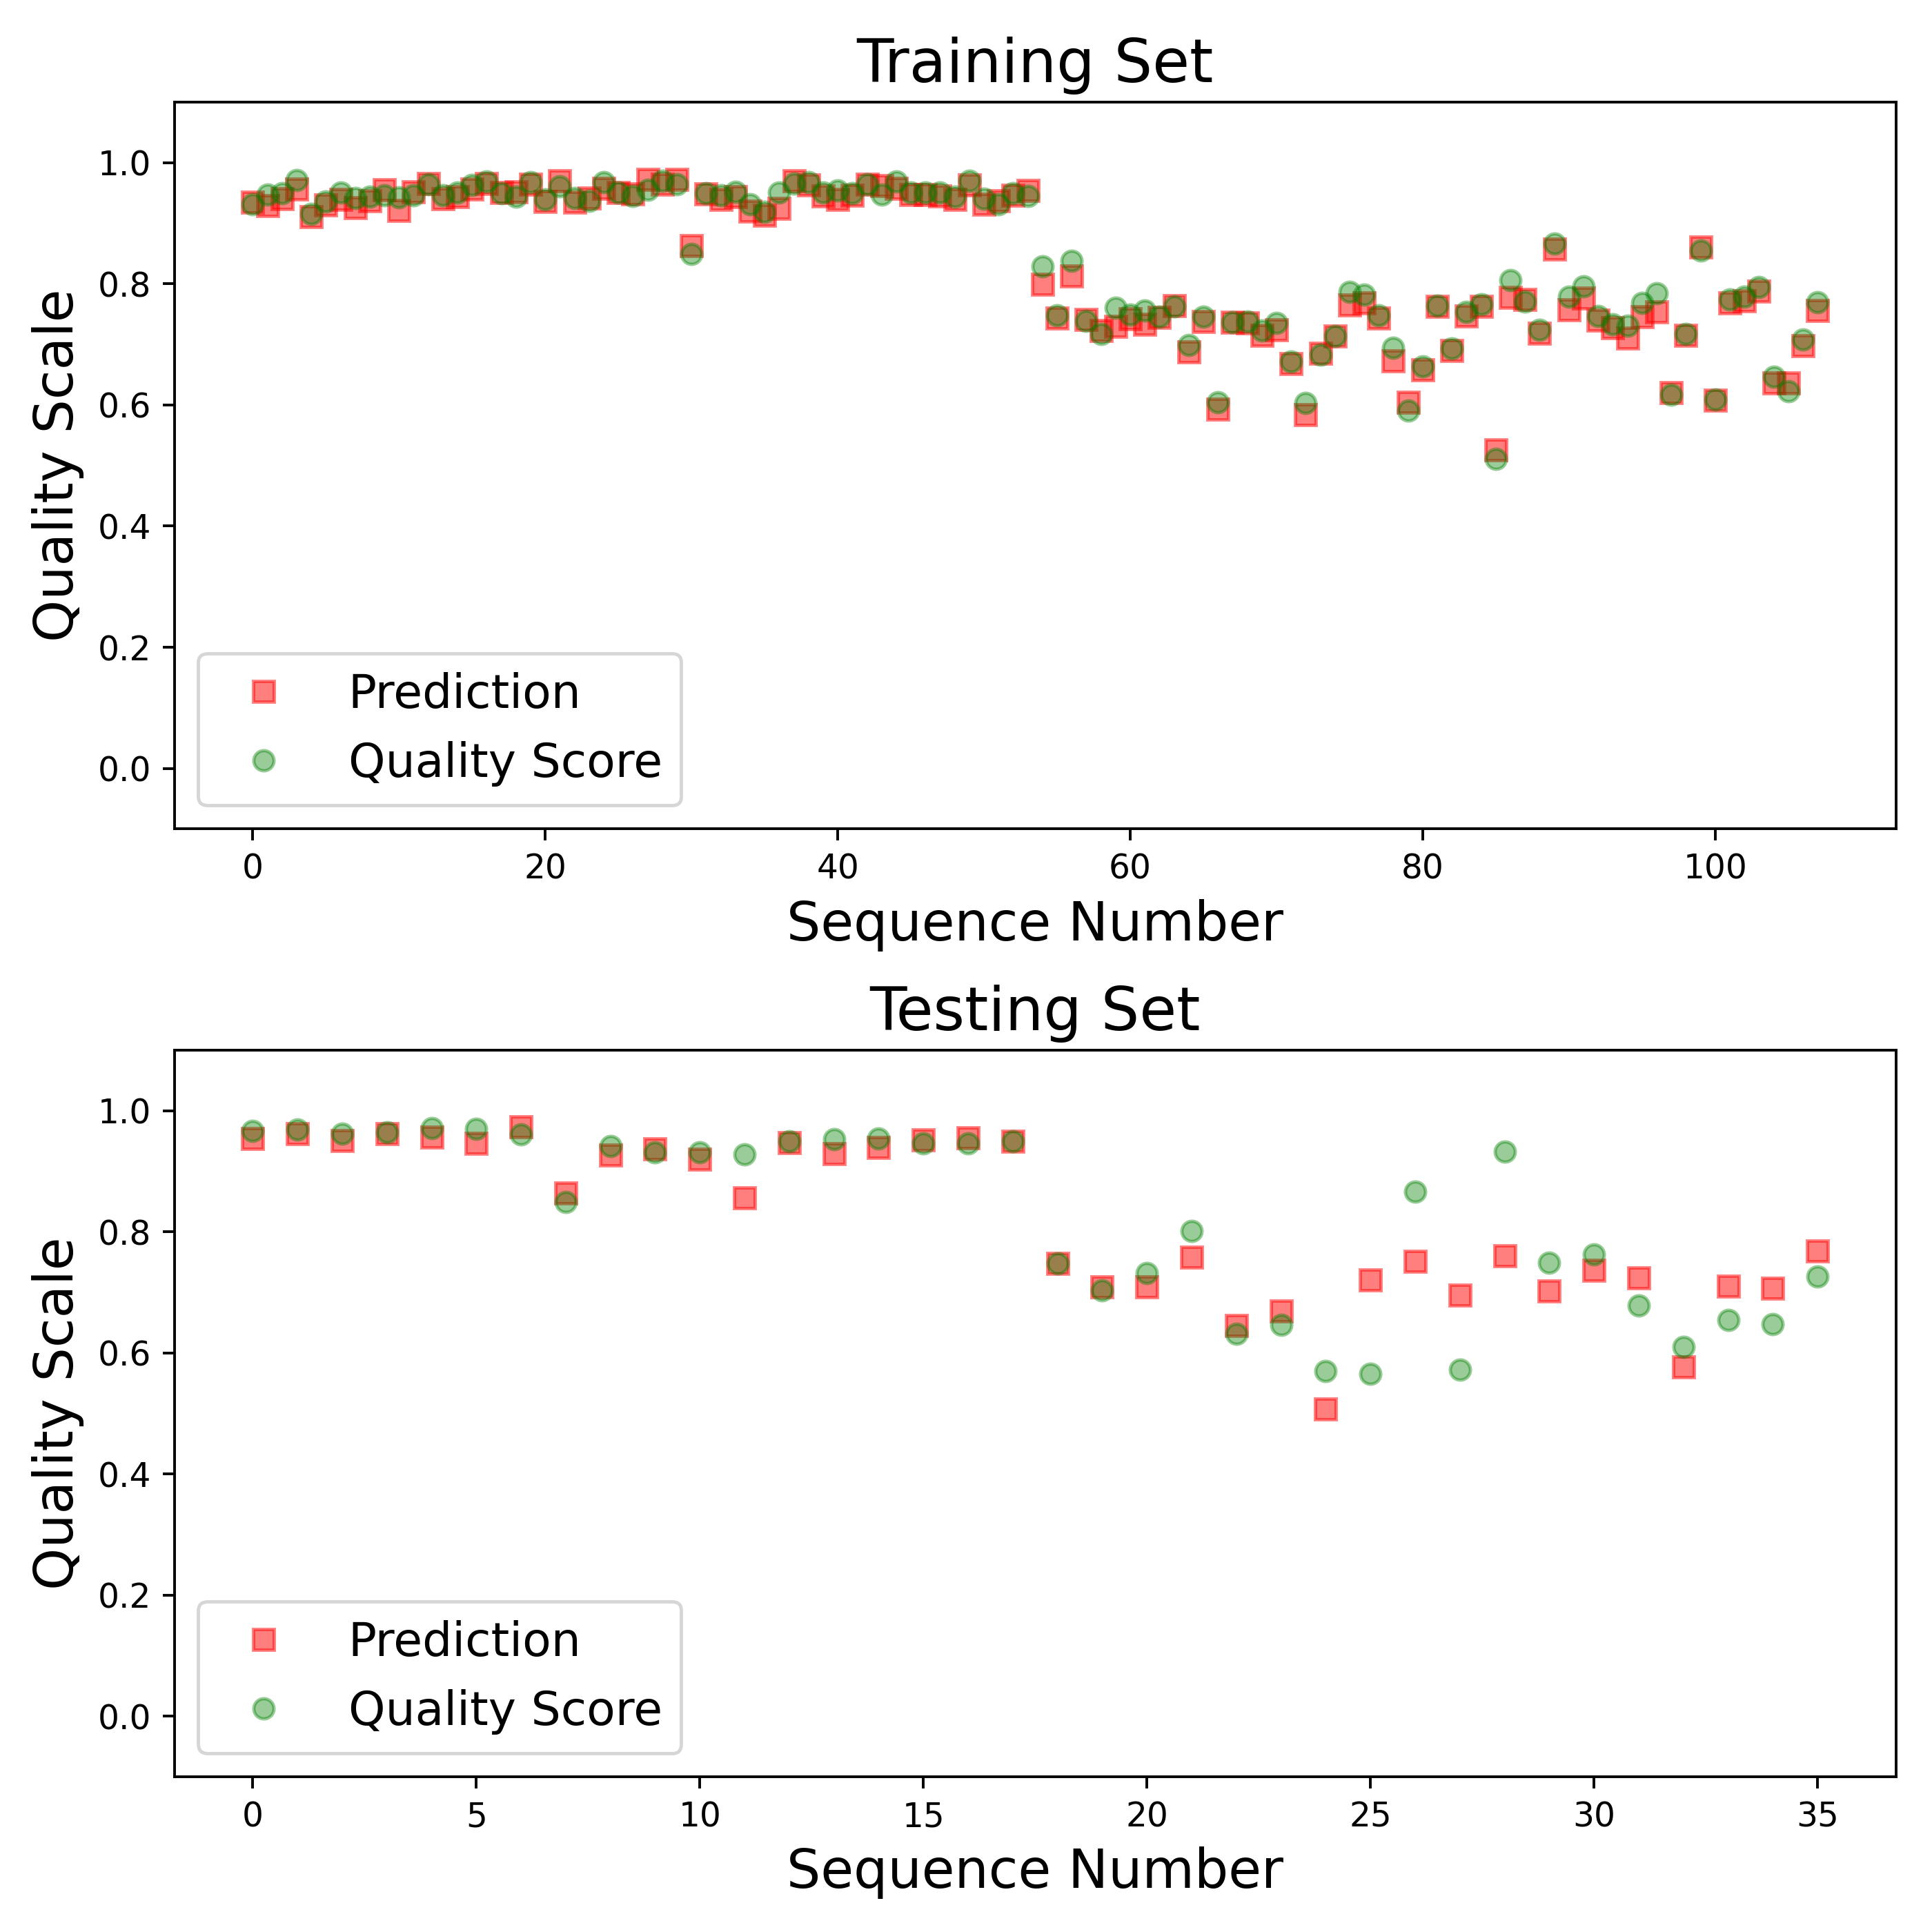 Training Set
Quality Scale
1.0
0.8
0.6
0.4
0.2
0.0
Prediction
Quality Score
0 20 40 60 80 100
Sequence Number
Testing Set
Quality Scale
1.0
0.8
0.6
0.4
0.2
0.0
Prediction
Quality Score
0 5 10 15 20 25 30 35
Sequence Number